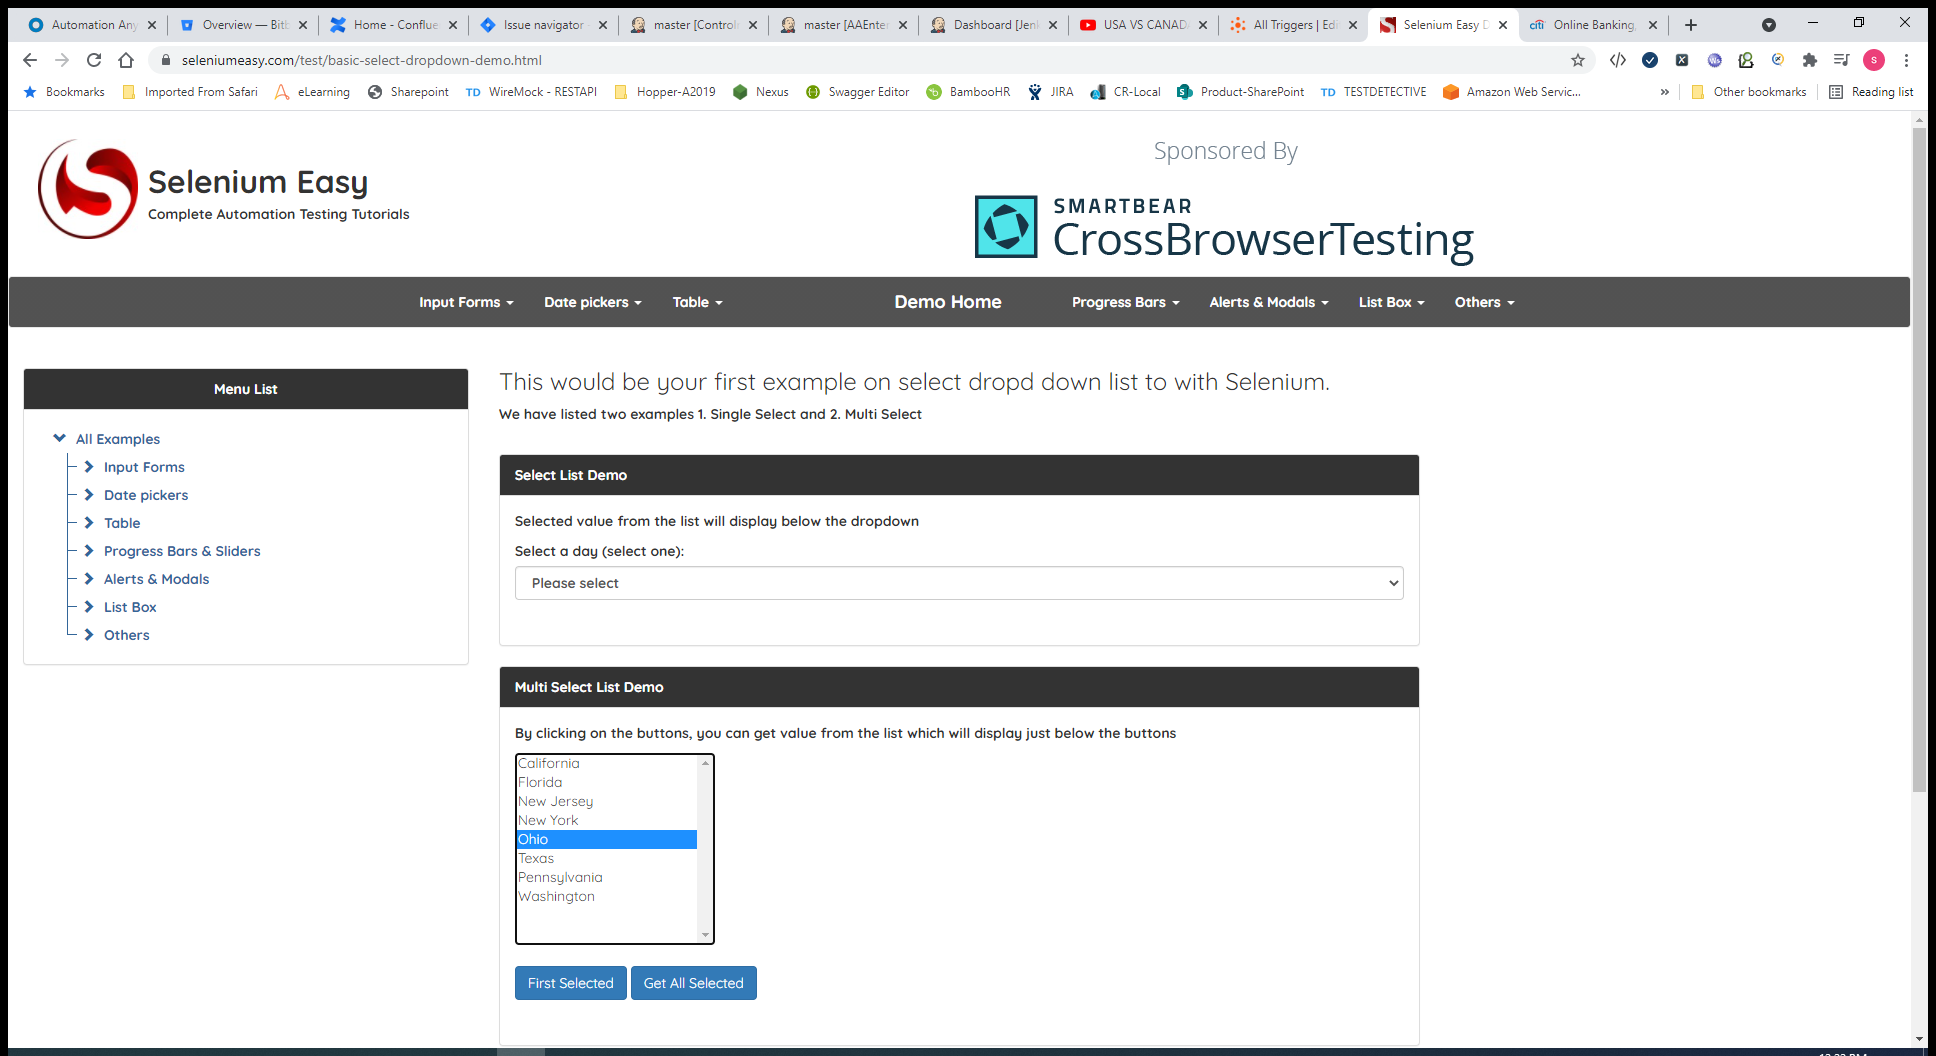 Automation Any
Overview — Bitb
Home - Conflue
Issue navigator
master [Controlr
master [AAEnter
Dashboard [Jenk
USA VS CANADA
All Triggers | Edi
Selenium Easy D
citi Online Banking,
seleniumeasy.com/test/basic-select-dropdown-demo.html
S
Bookmarks
Imported From Safari
eLearning
Sharepoint
TD WireMock - RESTAPI
Hopper-A2019
Nexus
Swagger Editor
BambooHR
JIRA
CR-Local
Product-SharePoint
TD TESTDETECTIVE
Amazon Web Servic...
»
Other bookmarks
Reading list
Sponsored By
Selenium Easy
Complete Automation Testing Tutorials
SMARTBEAR
CrossBrowserTesting
Input Forms
Date pickers
Table
Demo Home
Progress Bars
Alerts & Modals
List Box
Others
Menu List
All Examples
Input Forms
Date pickers
Table
Progress Bars & Sliders
Alerts & Modals
List Box
Others
This would be your first example on select dropd down list to with Selenium.
We have listed two examples 1. Single Select and 2. Multi Select
Select List Demo
Selected value from the list will display below the dropdown
Select a day (select one):
Please select
Multi Select List Demo
By clicking on the buttons, you can get value from the list which will display just below the buttons
California
Florida
New Jersey
New York
Ohio
Texas
Pennsylvania
Washington
First Selected
Get All Selected